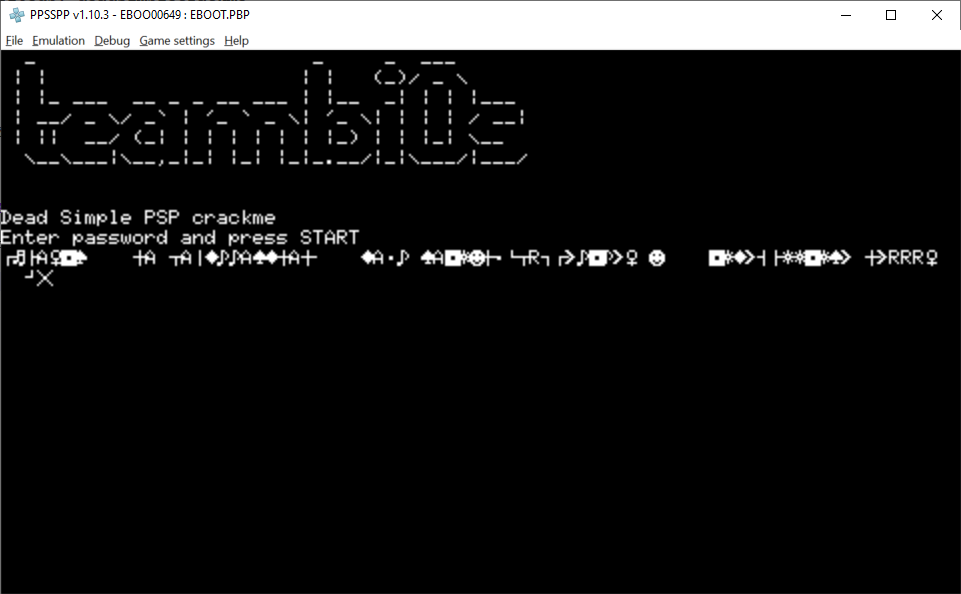 PPSSPP v1.10.3 - EBOO00649 : EBOOT.PBP
File Emulation Debug Game settings Help
teambi0s
Dead Simple PSP crackme
Enter password and press START